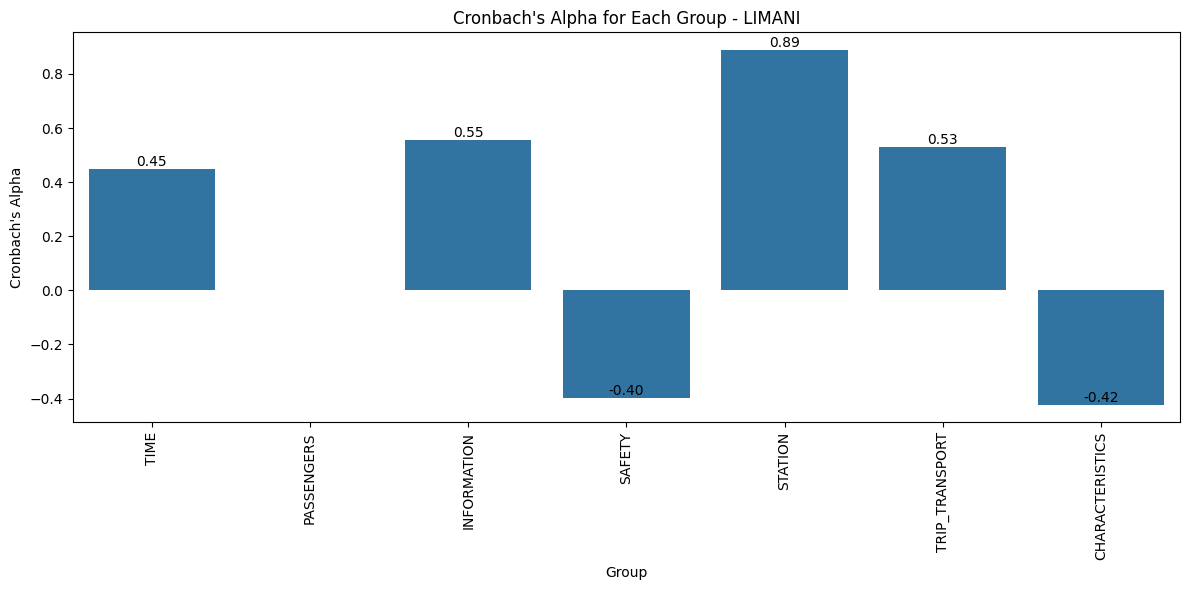 Cronbach's Alpha for Each Group - LIMANI
Cronbach's Alpha
0.8
0.6
0.4
0.2
0.0
−0.2
−0.4
0.45
0.55
-0.40
0.89
0.53
-0.42
TIME
PASSENGERS
INFORMATION
SAFETY
STATION
TRIP_TRANSPORT
CHARACTERISTICS
Group